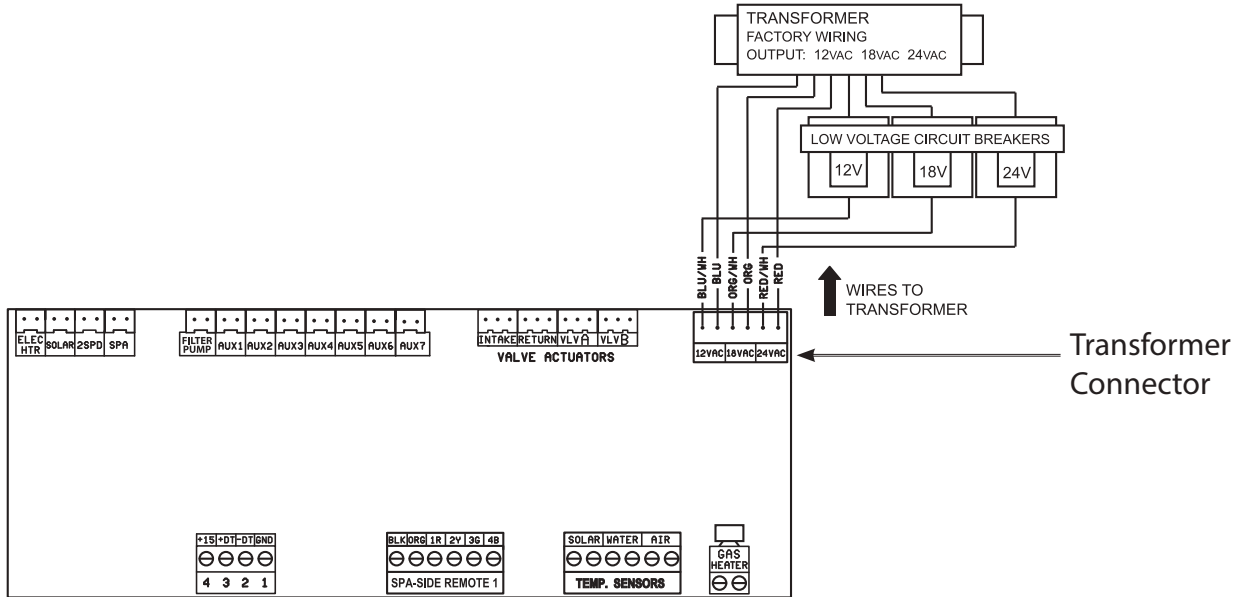 TRANSFORMER
FACTORY WIRING
OUTPUT: 12VAC 18VAC 24VAC
LOW VOLTAGE CIRCUIT BREAKERS
12V 18V 24V
BLU/WH
BLU
ORG/WH
ORG
RED/WH
RED
WIRES TO
TRANSFORMER
ELEC
HTR SOLAR 2SPD SPA
FILTER
PUMP AUX1 AUX2 AUX3 AUX4 AUX5 AUX6 AUX7
INTAKE RETURN VLV A VLV B
VALVE ACTUATORS
12VAC 18VAC 24VAC
Transformer
Connector
+15 +DT -DT GND
4 3 2 1
BLK ORG 1R 2Y 3G 4B
SPA-SIDE REMOTE 1
SOLAR WATER AIR
TEMP. SENSORS
GAS
HEATER